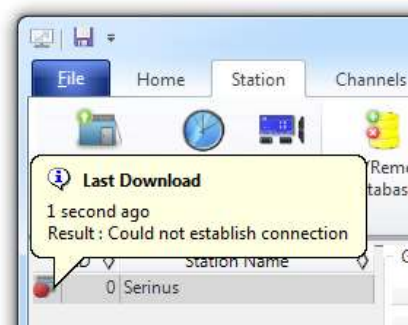 File Home Station Channels
Last Download
1 second ago
Result : Could not establish connection
Station Name
0 Serinus